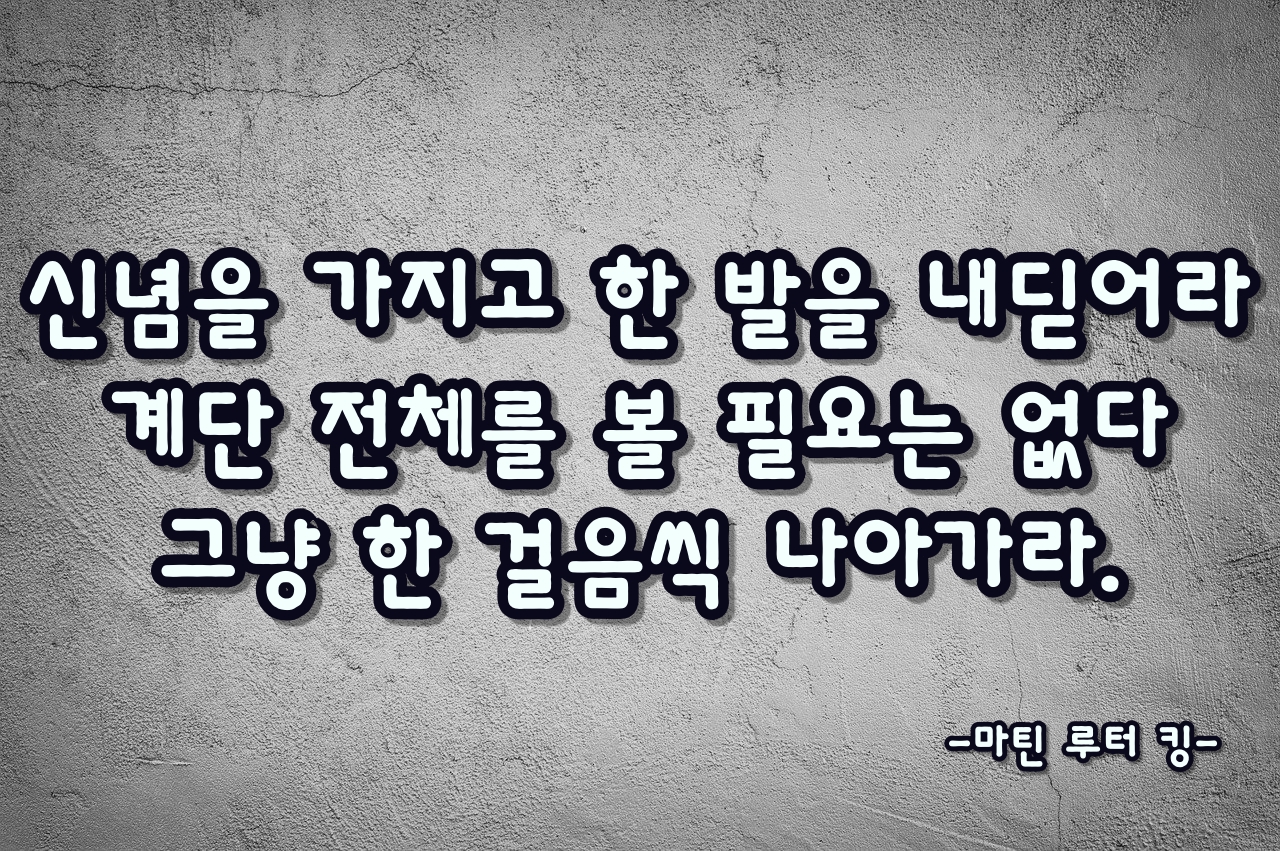 신념을 가지고 한 발을 내딛어라
계단 전체를 볼 필요는 없다
그냥 한 걸음씩 나아가라.
-마틴 루터 킹-